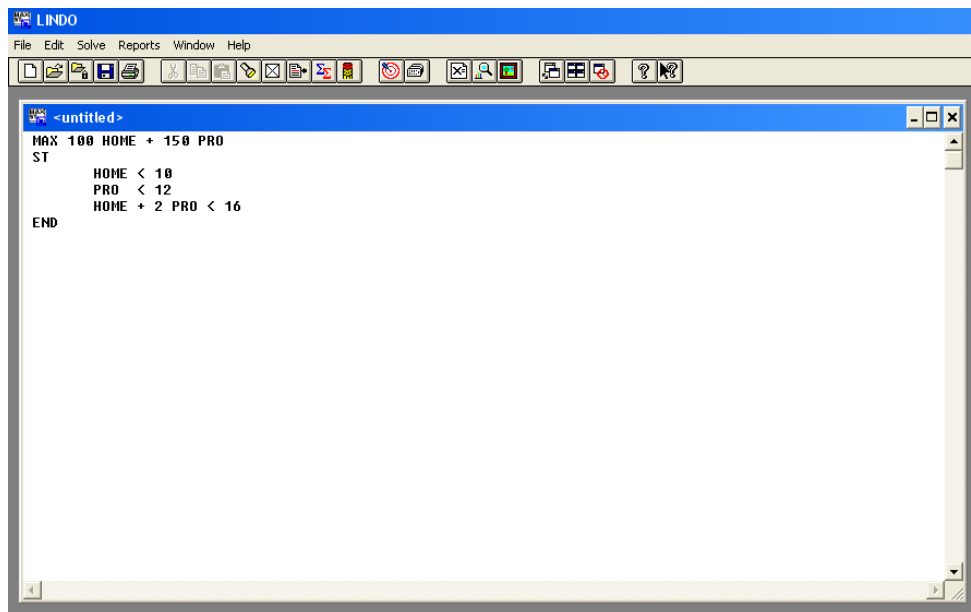 LINDO
File Edit Solve Reports Window Help
<untitled>
MAX 100 HOME + 150 PRO
ST
HOME < 10
PRO < 12
HOME + 2 PRO < 16
END